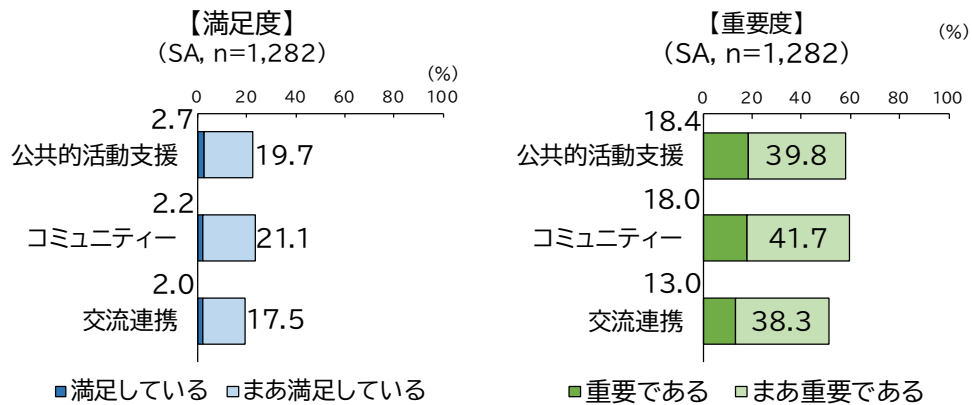 【満足度】
(SA, n=1,282)
(%)
0 20 40 60 80 100
2.7
公共的活動支援 19.7
2.2
コミュニティー 21.1
2.0
交流連携 17.5
満足している まあ満足している
【重要度】
(SA, n=1,282)
(%)
0 20 40 60 80 100
18.4
公共的活動支援 39.8
18.0
コミュニティー 41.7
13.0
交流連携 38.3
重要である まあ重要である